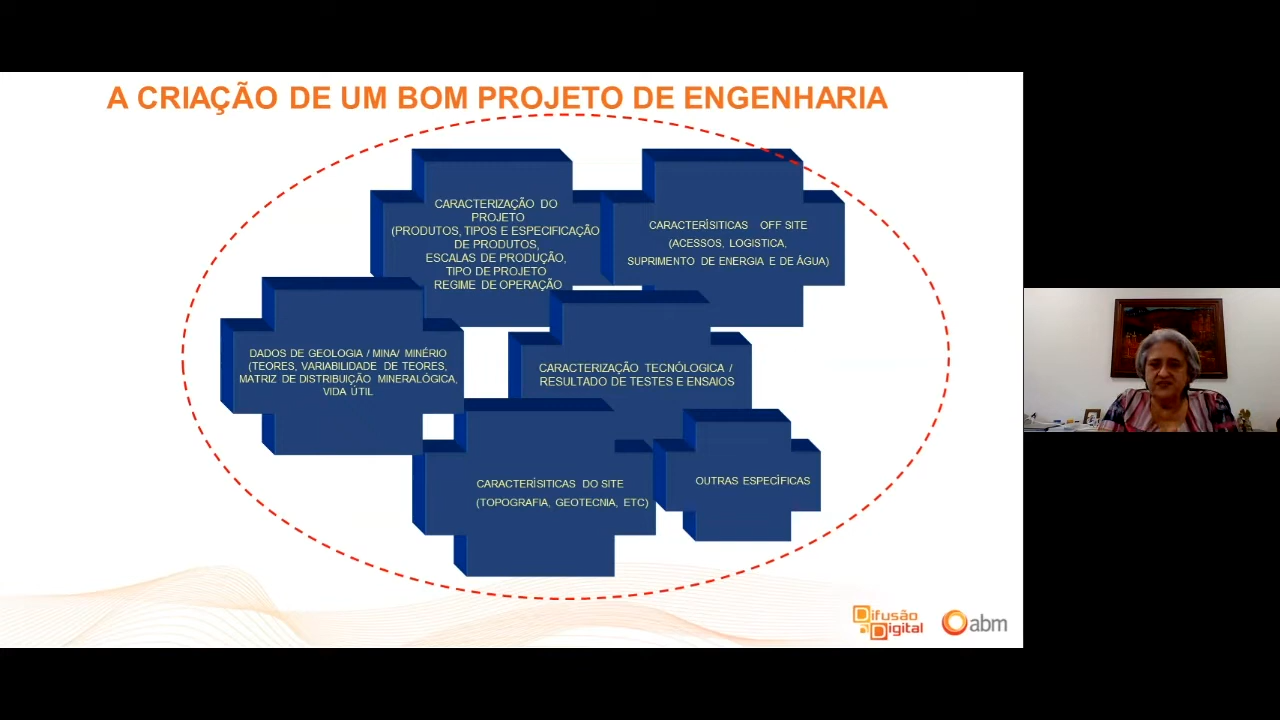 A CRIAÇÃO DE UM BOM PROJETO DE ENGENHARIA
CARACTERIZAÇÃO DO
PROJETO
(PRODUTOS, TIPOS E ESPECIFICAÇÃO
DE PRODUTOS,
ESCALAS DE PRODUÇÃO,
TIPO DE PROJETO
REGIME DE OPERAÇÃO
CARACTERÍSITICAS OFF SITE
(ACESSOS, LOGISTICA,
SUPRIMENTO DE ENERGIA E DE ÁGUA)
DADOS DE GEOLOGIA / MINA/ MINÉRIO
(TEORES, VARIABILIDADE DE TEORES,
MATRIZ DE DISTRIBUIÇÃO MINERALÓGICA,
VIDA ÚTIL
CARACTERIZAÇÃO TECNÓLOGICA /
RESULTADO DE TESTES E ENSAIOS
CARACTERÍSITICAS DO SITE
(TOPOGRAFIA, GEOTECNIA, ETC)
OUTRAS ESPECÍFICAS
Difusão
Digital
abm